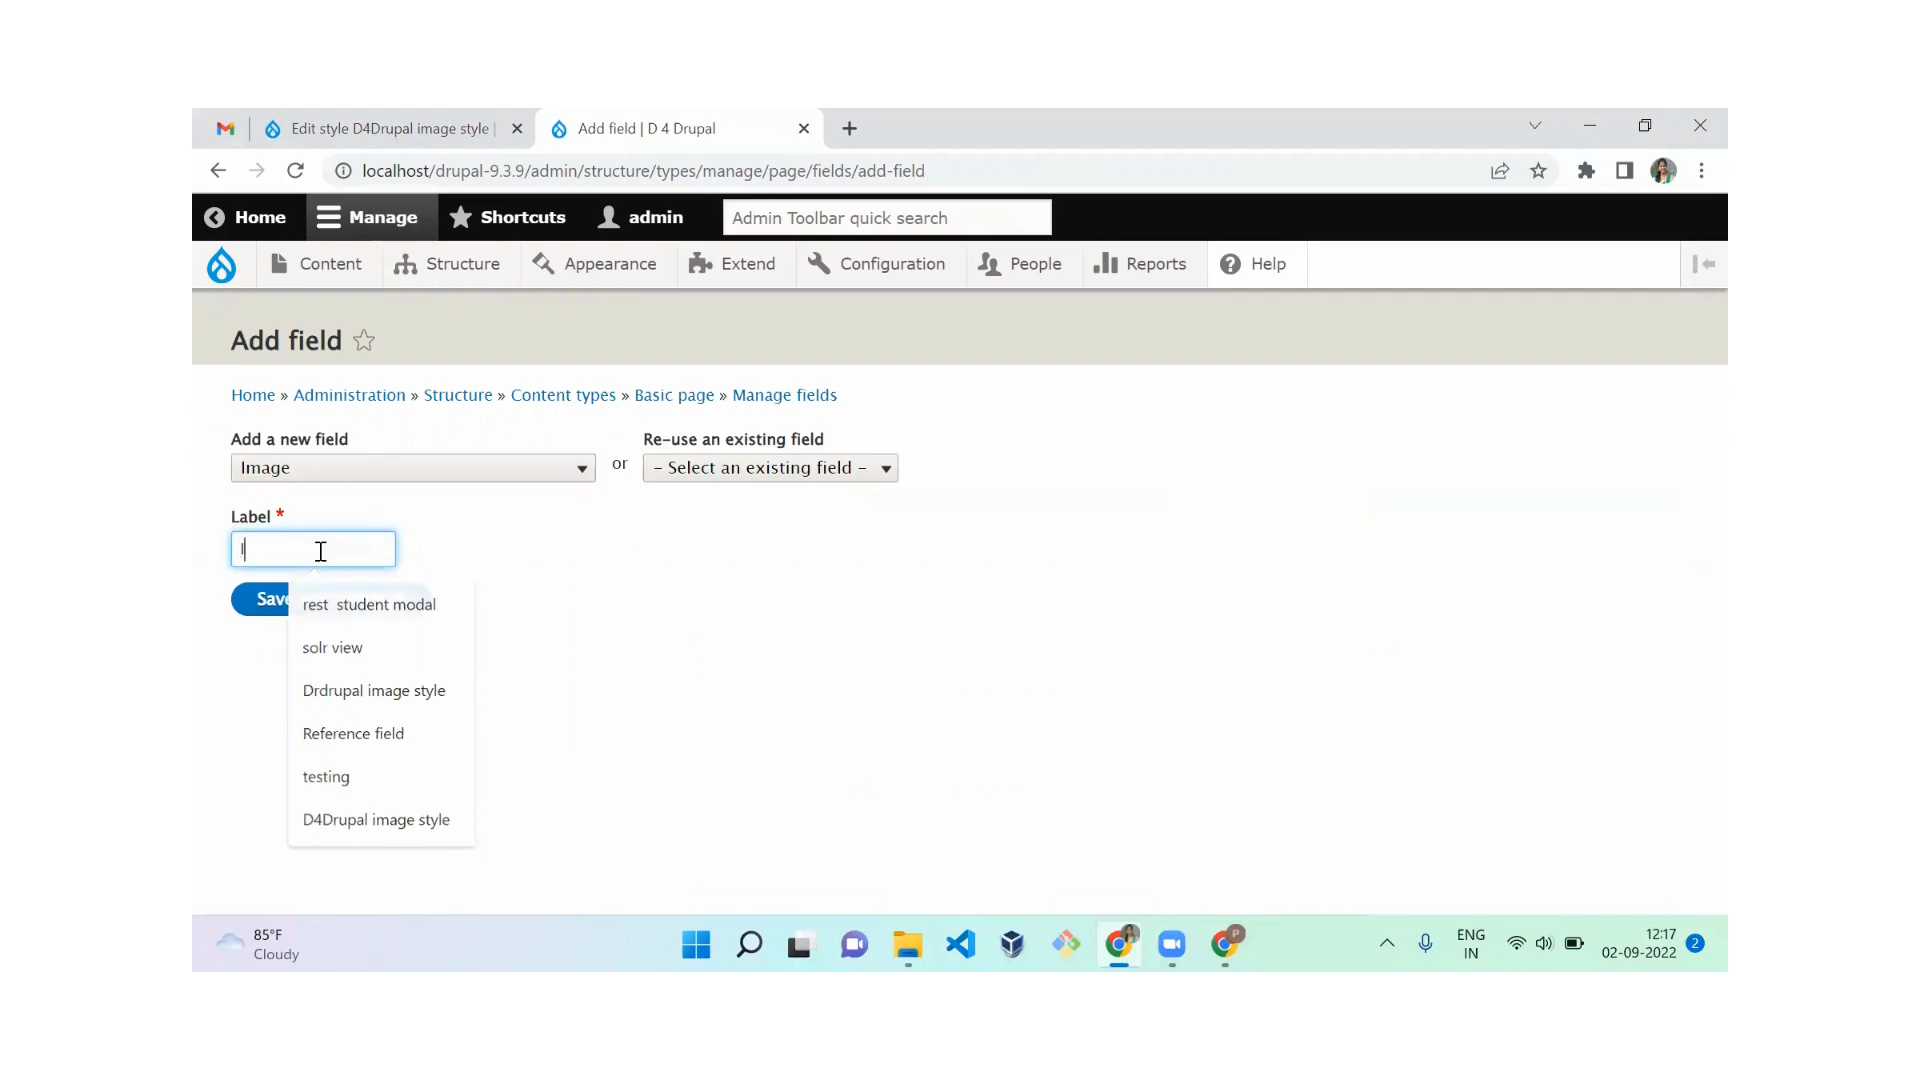 Edit style D4Drupal image style |
Add field | D 4 Drupal
localhost/drupal-9.3.9/admin/structure/types/manage/page/fields/add-field
Home Manage Shortcuts admin Admin Toolbar quick search
Content Structure Appearance Extend Configuration People Reports Help
Add field
Home » Administration » Structure » Content types » Basic page » Manage fields
Add a new field
Image
or
Re-use an existing field
- Select an existing field -
Label *
I
Save
rest student modal
solr view
Drdrupal image style
Reference field
testing
D4Drupal image style
85°F
Cloudy
P
ENG
IN
12:17
02-09-2022
2